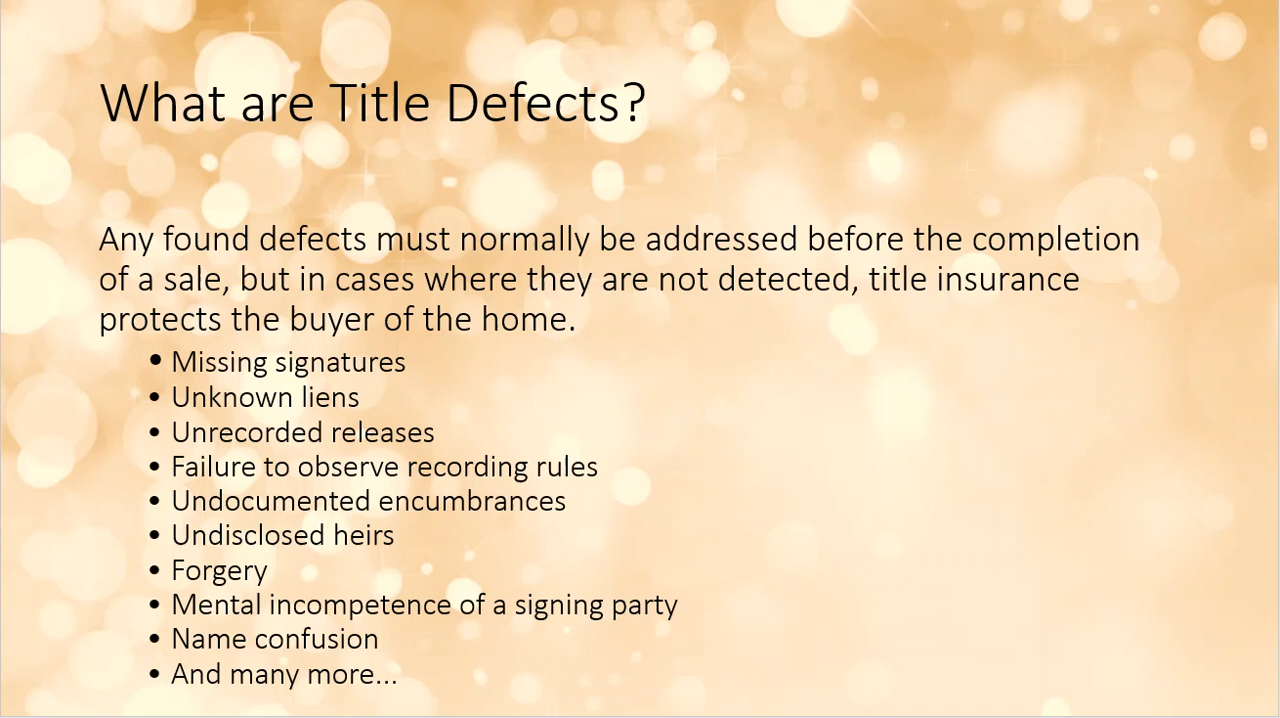 What are Title Defects?
Any found defects must normally be addressed before the completion
of a sale, but in cases where they are not detected, title insurance
protects the buyer of the home.
• Missing signatures
• Unknown liens
• Unrecorded releases
• Failure to observe recording rules
• Undocumented encumbrances
• Undisclosed heirs
• Forgery
• Mental incompetence of a signing party
• Name confusion
• And many more...